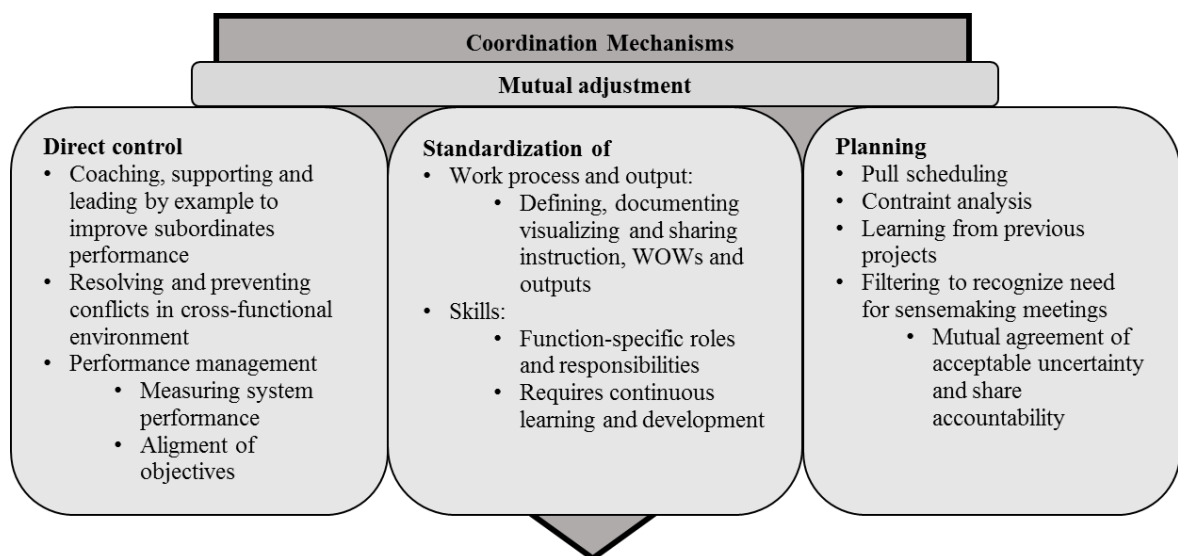 Coordination Mechanisms
Mutual adjustment
Direct control
• Coaching, supporting and
leading by example to
improve subordinates
performance
• Resolving and preventing
conflicts in cross-functional
environment
• Performance management
• Measuring system
performance
• Aligment of
objectives
Standardization of
• Work process and output:
• Defining, documenting
visualizing and sharing
instruction, WOWs and
outputs
• Skills:
• Function-specific roles
and responsibilities
• Requires continuous
learning and development
Planning
• Pull scheduling
• Contraint analysis
• Learning from previous
projects
• Filtering to recognize need
for sensemaking meetings
• Mutual agreement of
acceptable uncertainty
and share
accountability